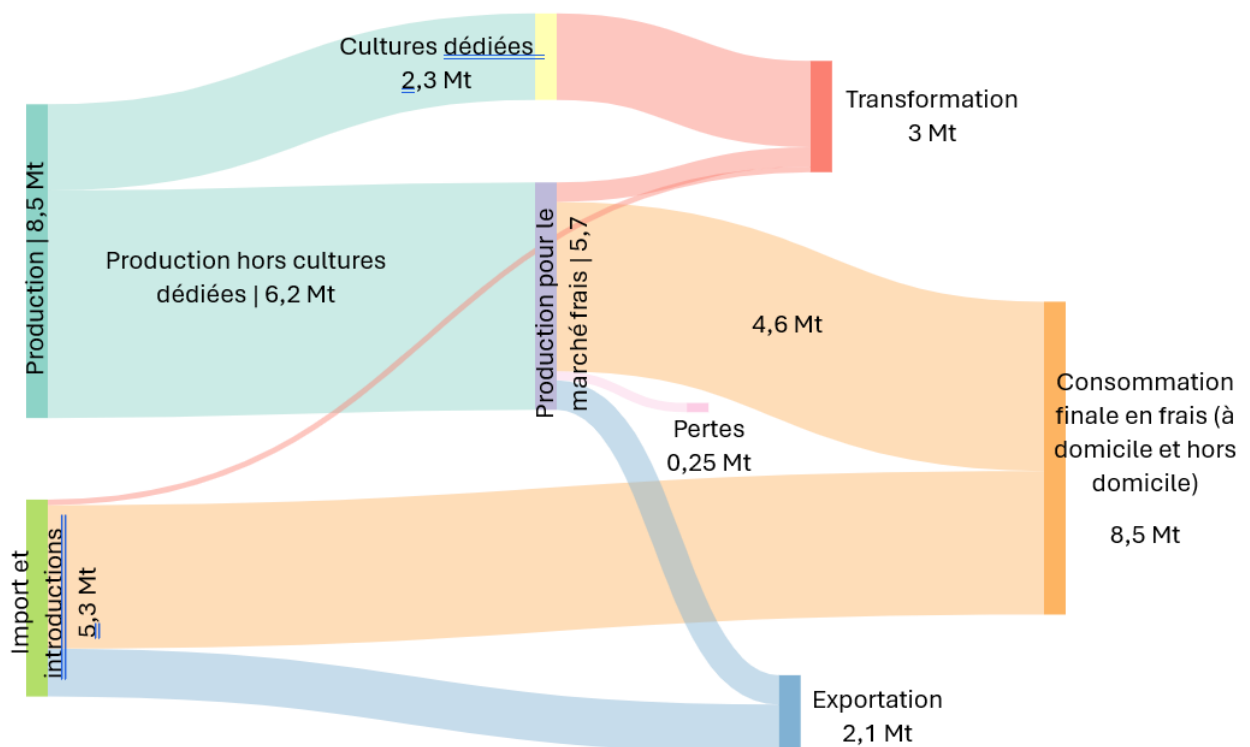 Cultures dédiées
2,3 Mt
Transformation
3 Mt
Production | 8,5 Mt
Production hors cultures
dédiées | 6,2 Mt
Production pour le
marché frais | 5,7
4,6 Mt
Pertes
0,25 Mt
Consommation
finale en frais (à
domicile et hors
domicile)
8,5 Mt
Import et
introductions
5,3 Mt
Exportation
2,1 Mt